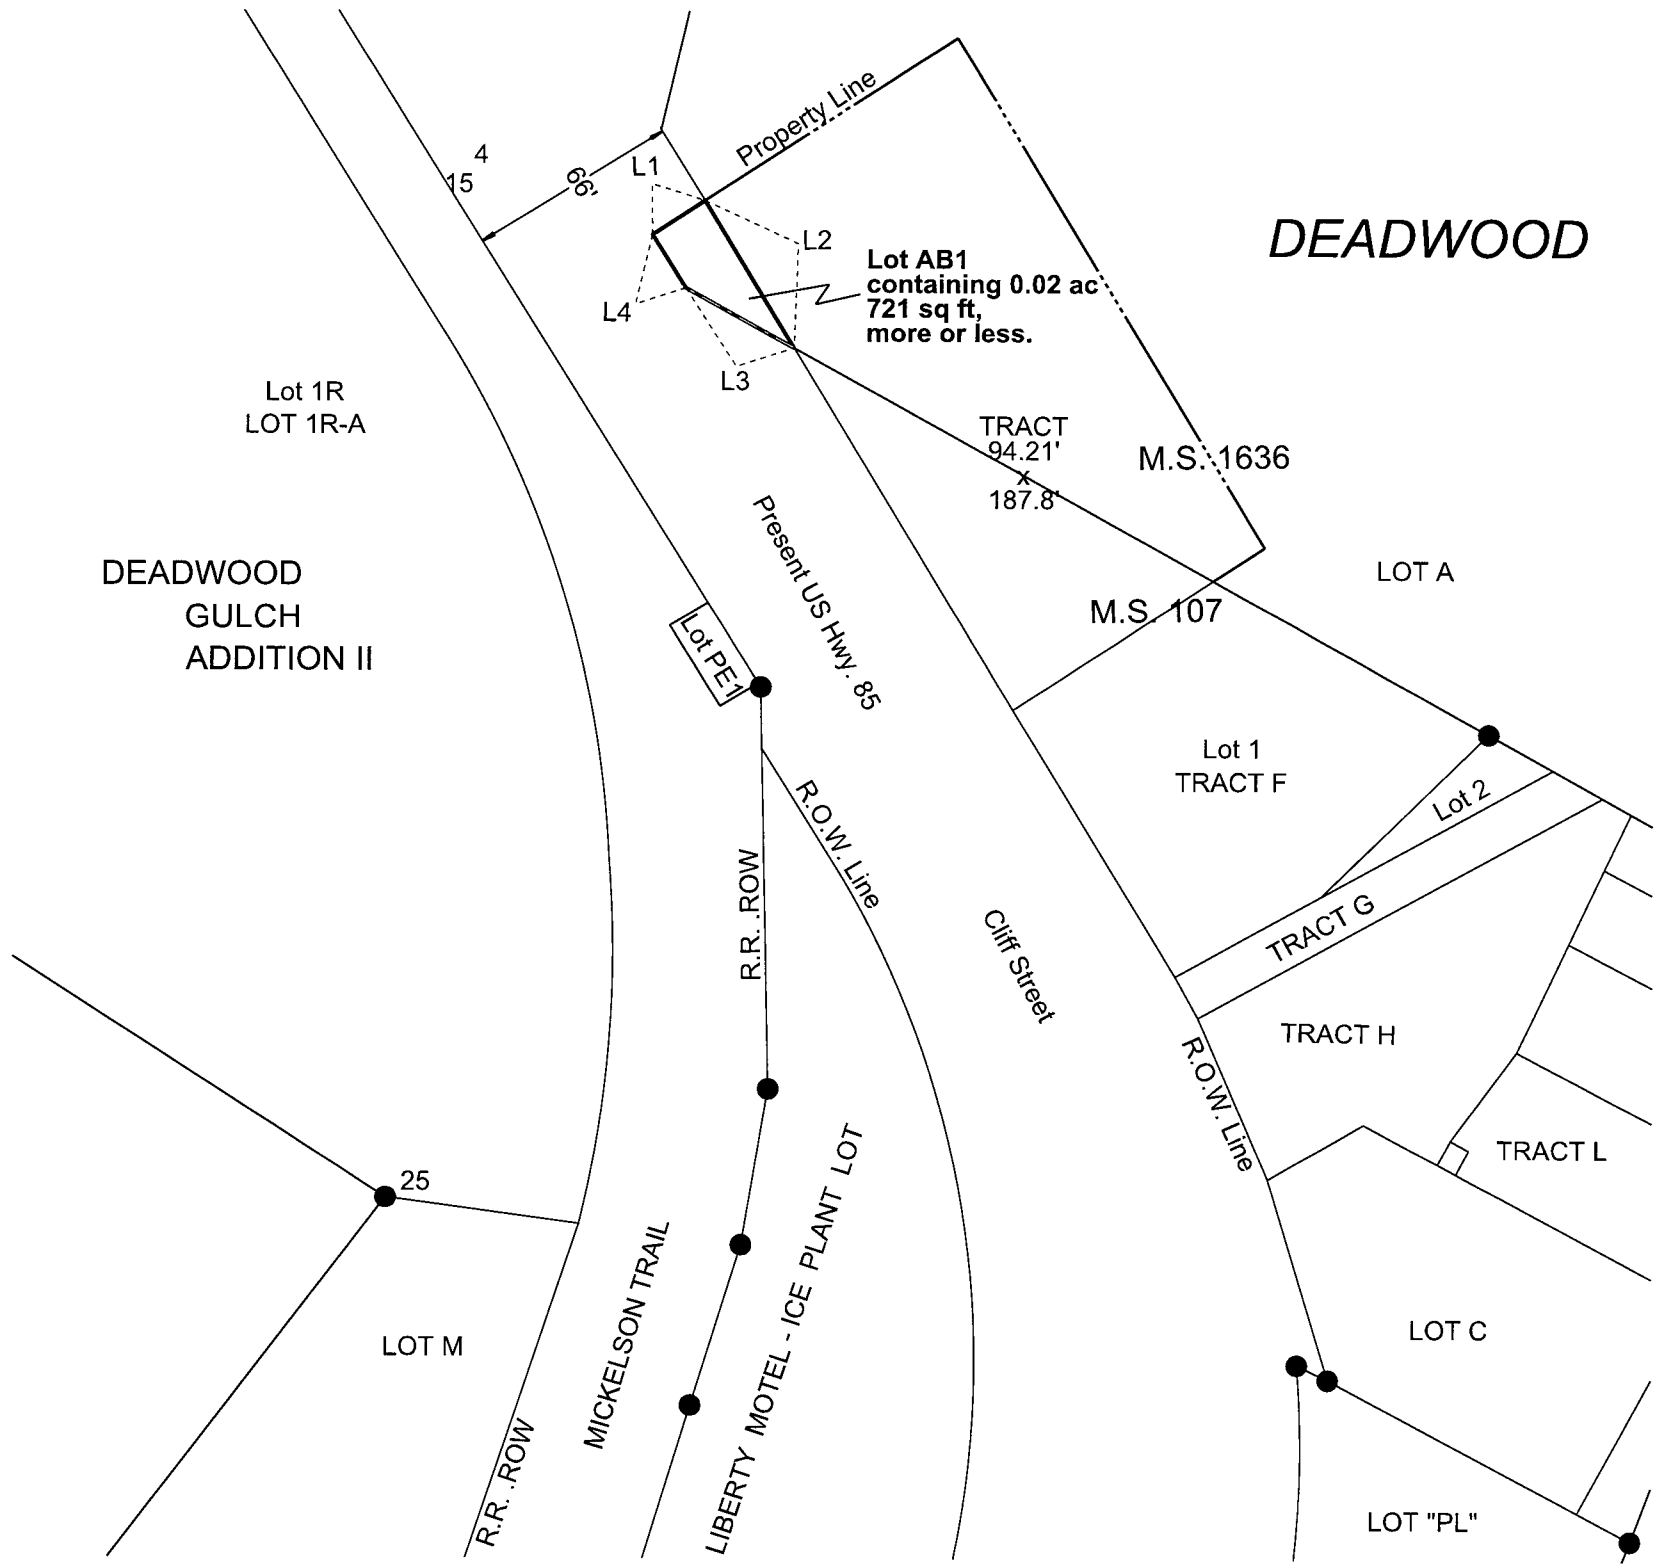 Property Line
4
15
66'
L1
L2
L4
L3
DEADWOOD
Lot AB1
containing 0.02 ac
721 sq ft,
more or less.
Lot 1R
LOT 1R-A
TRACT
94.21'
x
187.8'
M.S. 1636
Present US Hwy. 85
DEADWOOD
GULCH
ADDITION II
LOT A
M.S. 107
Lot PE1
Lot 1
TRACT F
Lot 2
R.O.W. Line
R.R. .ROW
TRACT G
Cliff Street
TRACT H
R.O.W. Line
TRACT L
25
MICKELSON TRAIL
LIBERTY MOTEL - ICE PLANT LOT
LOT M
LOT C
R.R. .ROW
LOT "PL"